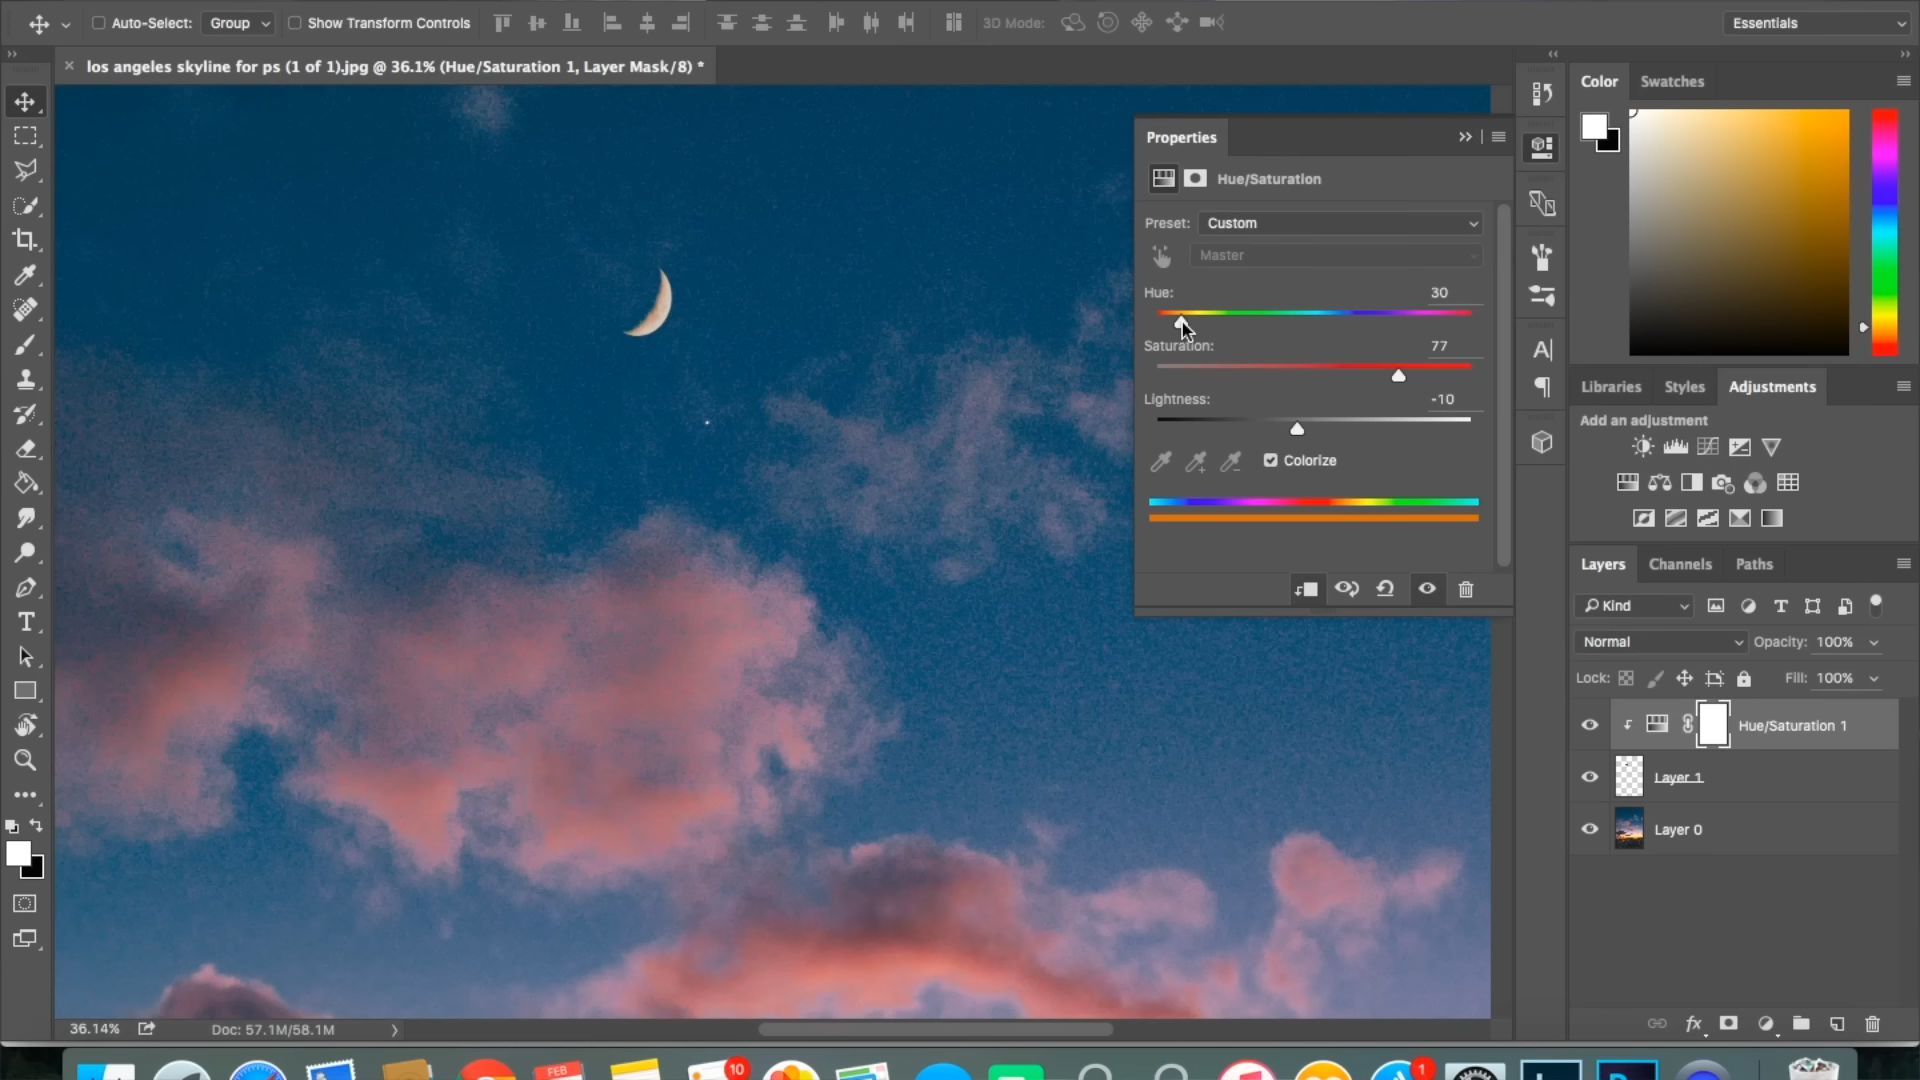 Auto-Select: Group Show Transform Controls 3D Mode: Essentials
los angeles skyline for ps (1 of 1).jpg @ 36.1% (Hue/Saturation 1, Layer Mask/8) *
Color Swatches
Properties
Hue/Saturation
Preset: Custom
Master
Hue: 30
Saturation: 77
Lightness: -10
Colorize
Libraries Styles Adjustments
Add an adjustment
Layers Channels Paths
Kind
Normal Opacity: 100%
Lock: Fill: 100%
Hue/Saturation 1
Layer 1
Layer 0
36.14% Doc: 57.1M/58.1M
FEB
10
1